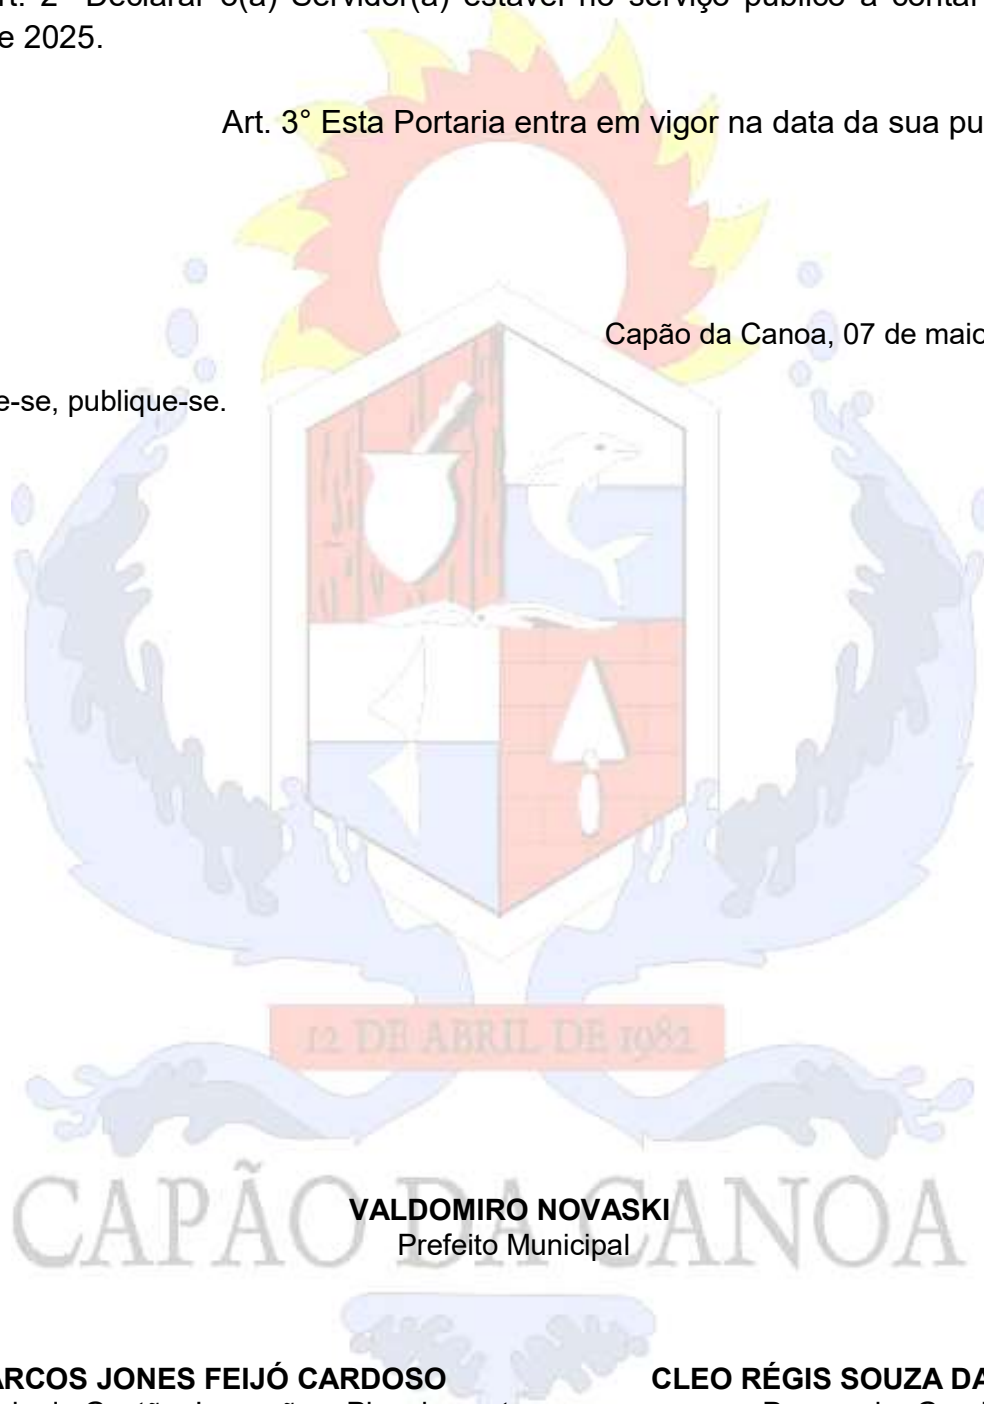 Art. 2° Declarar o(a) Servidor(a) estável no serviço público a contar
e 2025.
Art. 3° Esta Portaria entra em vigor na data da sua pu
Capão da Canoa, 07 de maio
e-se, publique-se.
12 DE ABRIL DE 1982
CAPÃO DA CANOA
VALDOMIRO NOVASKI
Prefeito Municipal
ARCOS JONES FEIJÓ CARDOSO
CLEO RÉGIS SOUZA DA